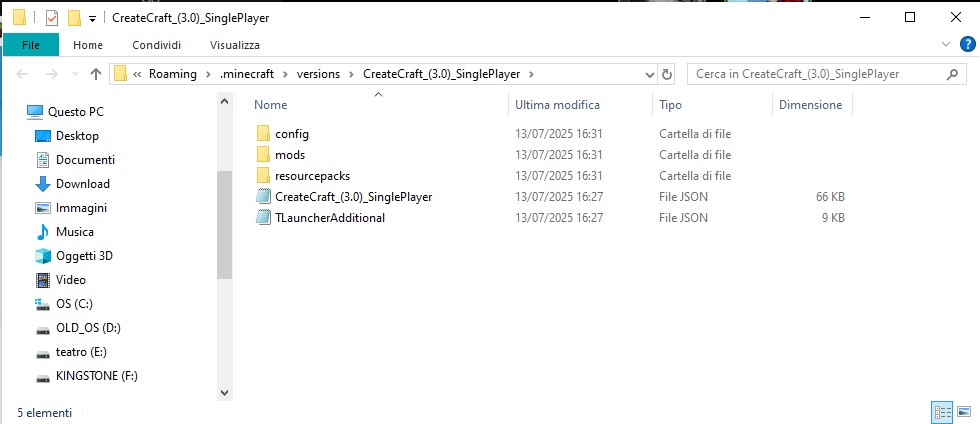 CreateCraft_(3.0)_SinglePlayer
File Home Condividi Visualizza
« Roaming > .minecraft > versions > CreateCraft_(3.0)_SinglePlayer >
Cerca in CreateCraft_(3.0)_SinglePlayer
Questo PC
Desktop
Documenti
Download
Immagini
Musica
Oggetti 3D
Video
OS (C:)
OLD_OS (D:)
teatro (E:)
KINGSTONE (F:)
Nome Ultima modifica Tipo Dimensione
config 13/07/2025 16:31 Cartella di file
mods 13/07/2025 16:31 Cartella di file
resourcepacks 13/07/2025 16:31 Cartella di file
CreateCraft_(3.0)_SinglePlayer 13/07/2025 16:27 File JSON 66 KB
TLauncherAdditional 13/07/2025 16:27 File JSON 9 KB
5 elementi